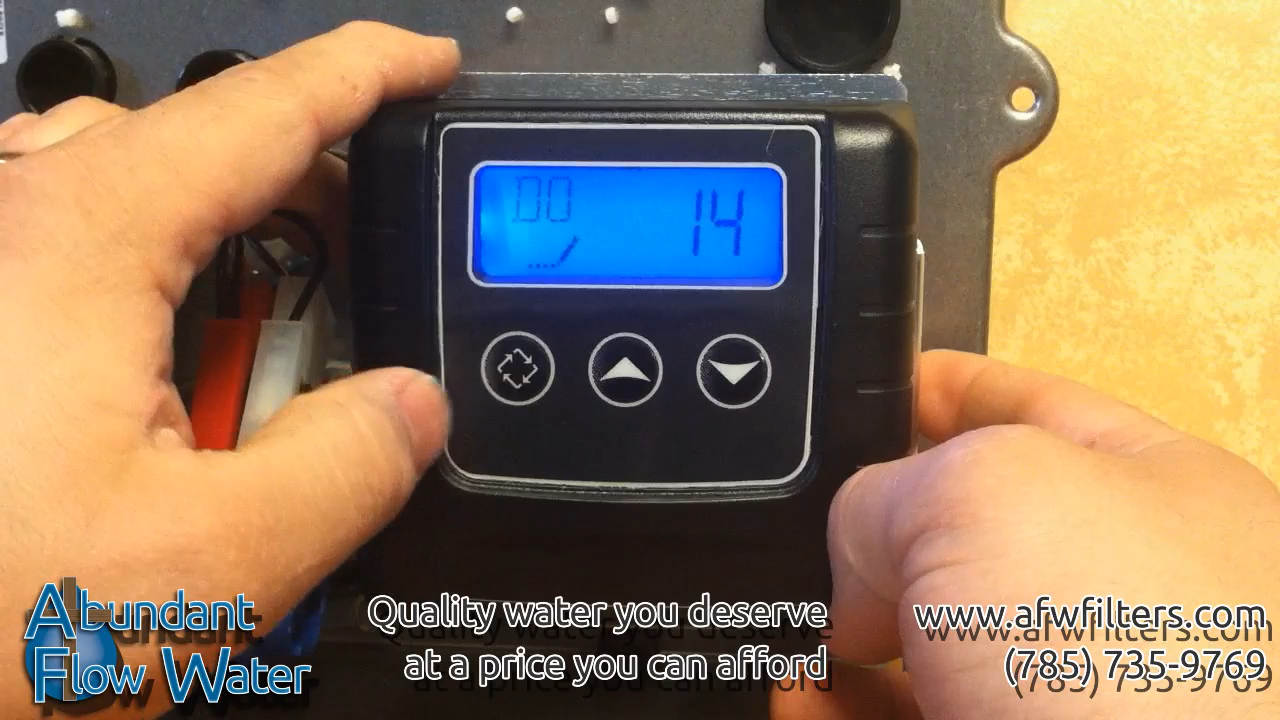 DO 14
Abundant
Flow Water
Quality water you deserve
at a price you can afford
www.afwfilters.com
(785) 735-9769